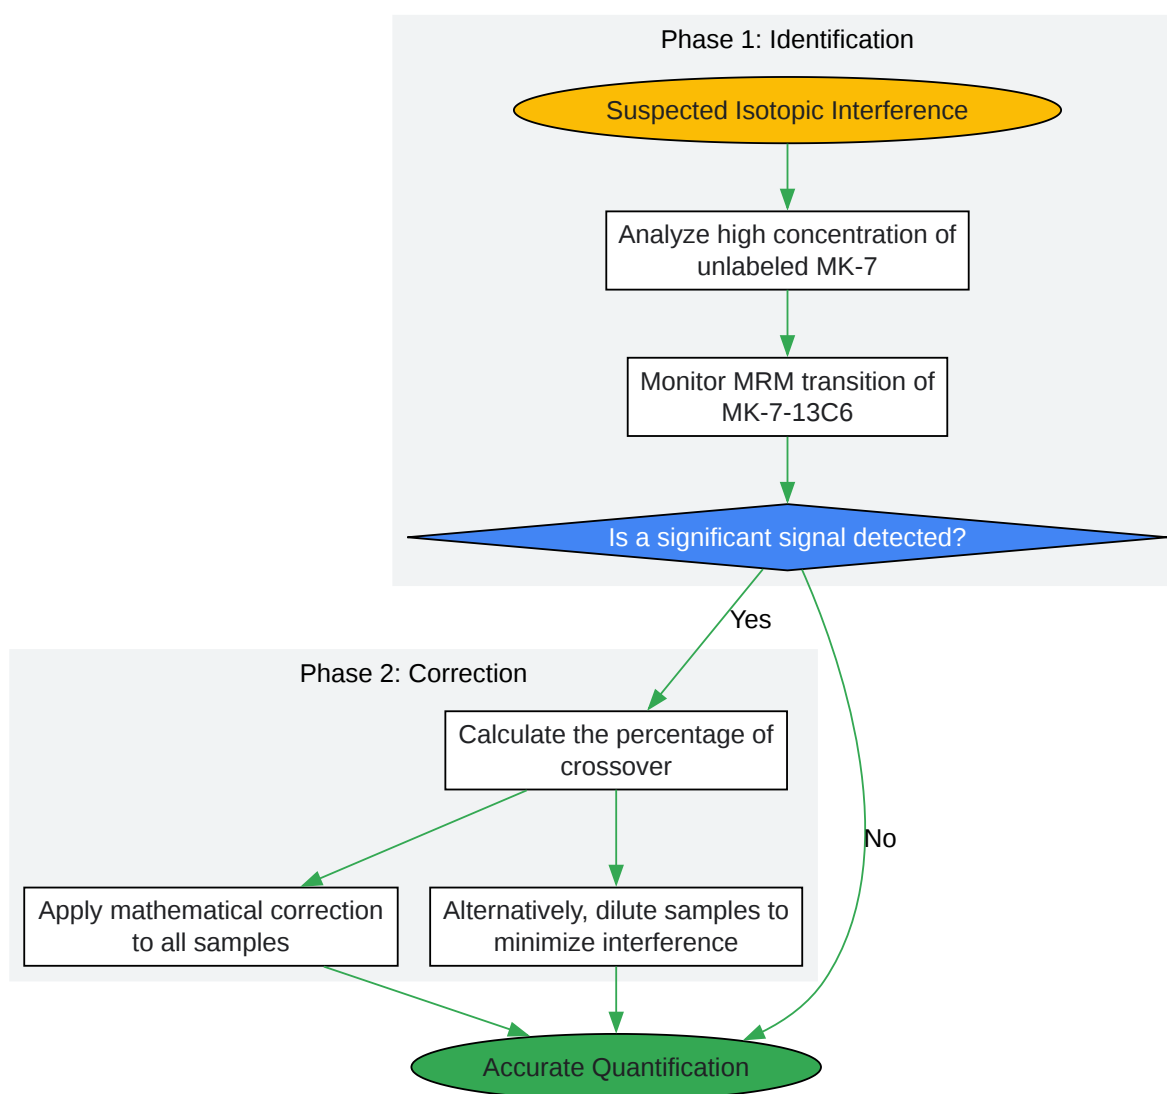 Phase 1: Identification
Suspected Isotopic Interference
Analyze high concentration of
unlabeled MK-7
Monitor MRM transition of
MK-7-13C6
Is a significant signal detected?
Yes
Phase 2: Correction
Calculate the percentage of
crossover
No
Apply mathematical correction
to all samples
Alternatively, dilute samples to
minimize interference
Accurate Quantification